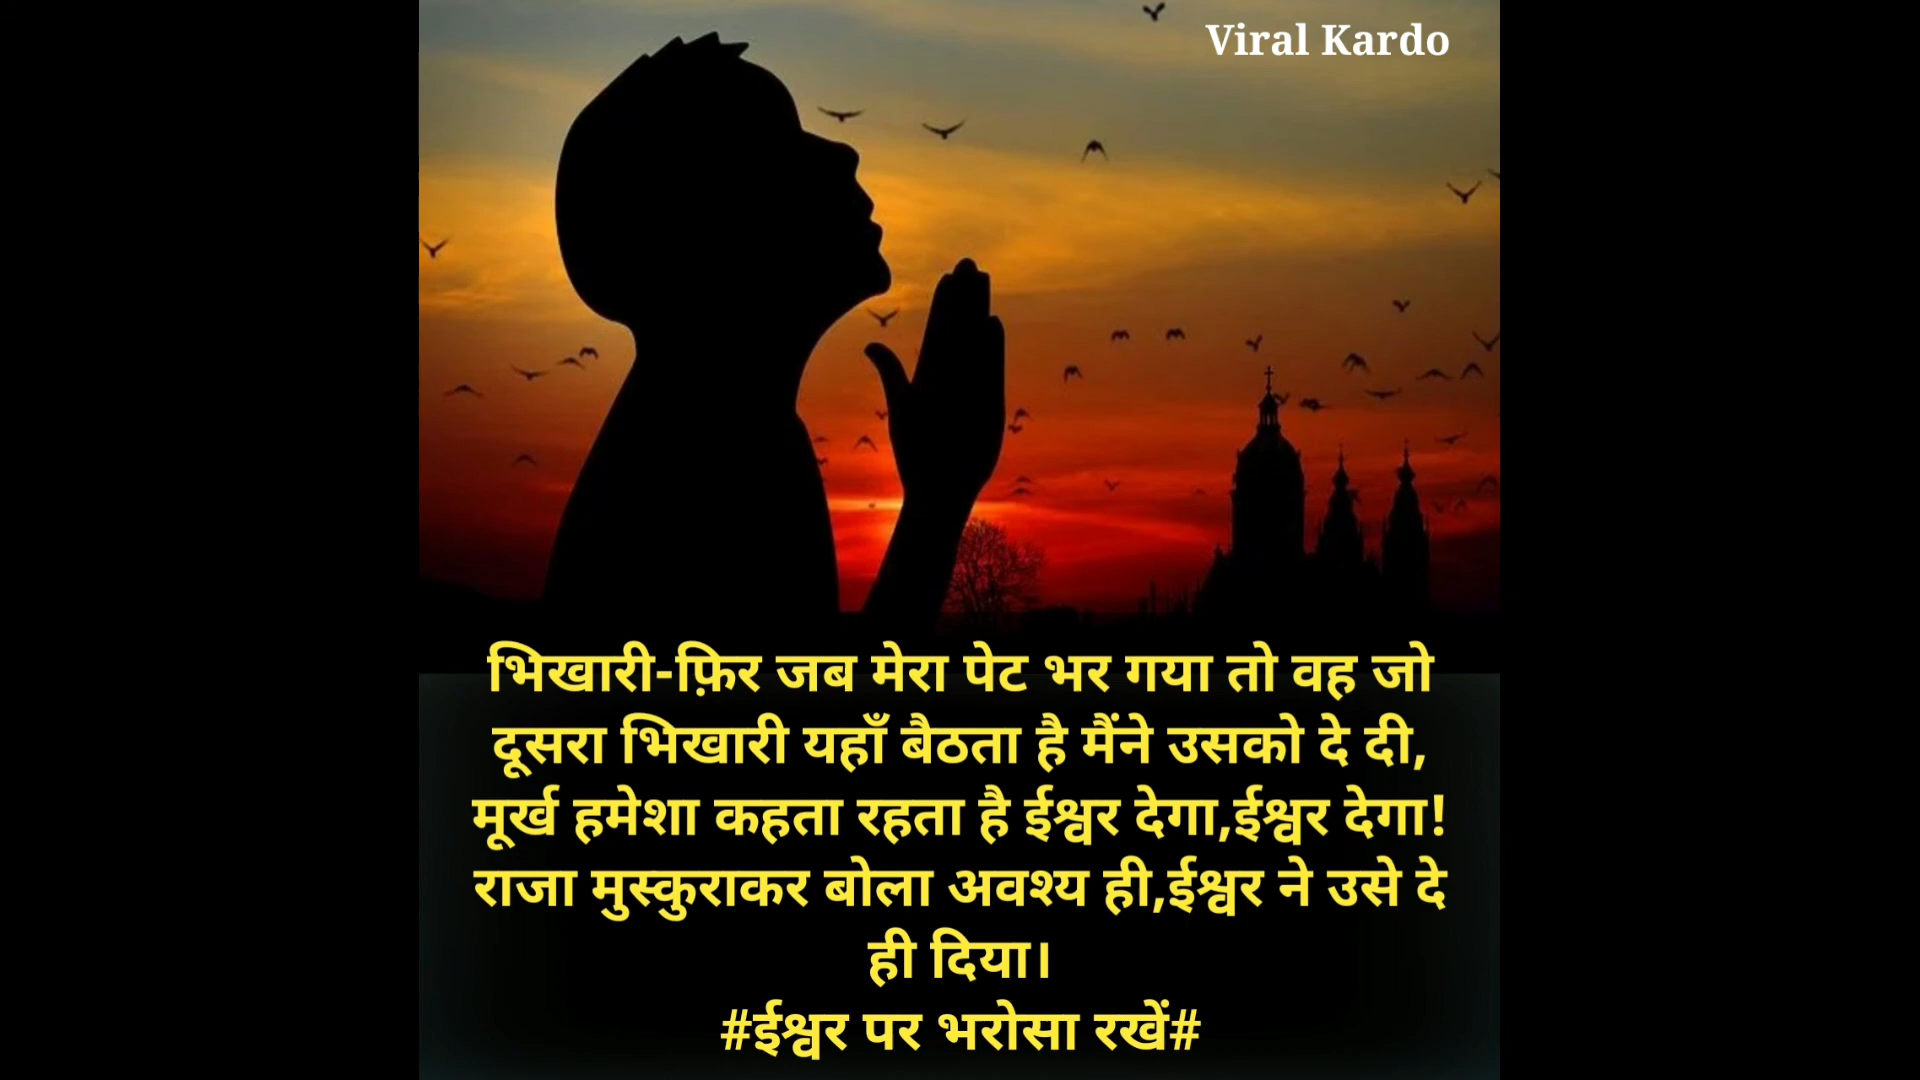 Viral Kardo
भिखारी-फ़िर जब मेरा पेट भर गया तो वह जो
दूसरा भिखारी यहाँ बैठता है मैंने उसको दे दी,
मूर्ख हमेशा कहता रहता है ईश्वर देगा,ईश्वर देगा!
राजा मुस्कुराकर बोला अवश्य ही,ईश्वर ने उसे दे
ही दिया।
#ईश्वर पर भरोसा रखें#